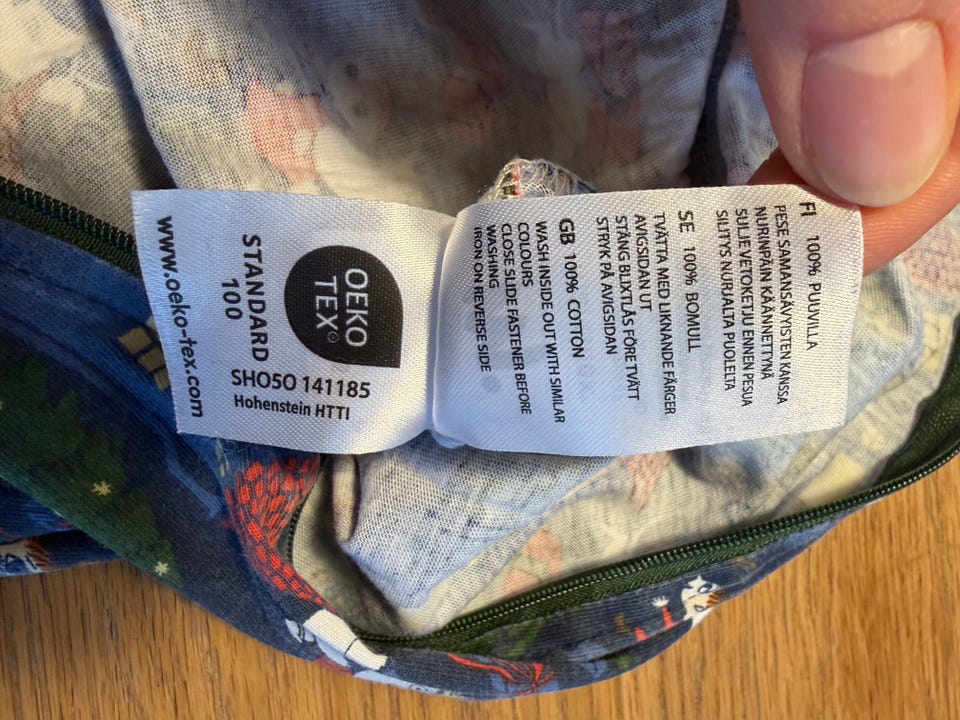 FI 100% PUUVILLA
PESE SAMANSÄVYISTEN KANSSA
NURINPÄIN KÄÄNNETTYNÄ
SULJE VETOKETJU ENNEN PESUA
SILITYS NURJALTA PUOLELTA
SE 100% BOMULL
TVÄTTA MED LIKNANDE FÄRGER
AVIGSIDAN UT
STÄNG BLIXTLÅS FÖRE TVÄTT
STRYK PÅ AVIGSIDAN
GB 100% COTTON
WASH INSIDE OUT WITH SIMILAR
COLOURS
CLOSE SLIDE FASTENER BEFORE
WASHING
IRON ON REVERSE SIDE
OEKO
TEX®
STANDARD
100
SHO50 141185
Hohenstein HTTI
www.oeko-tex.com